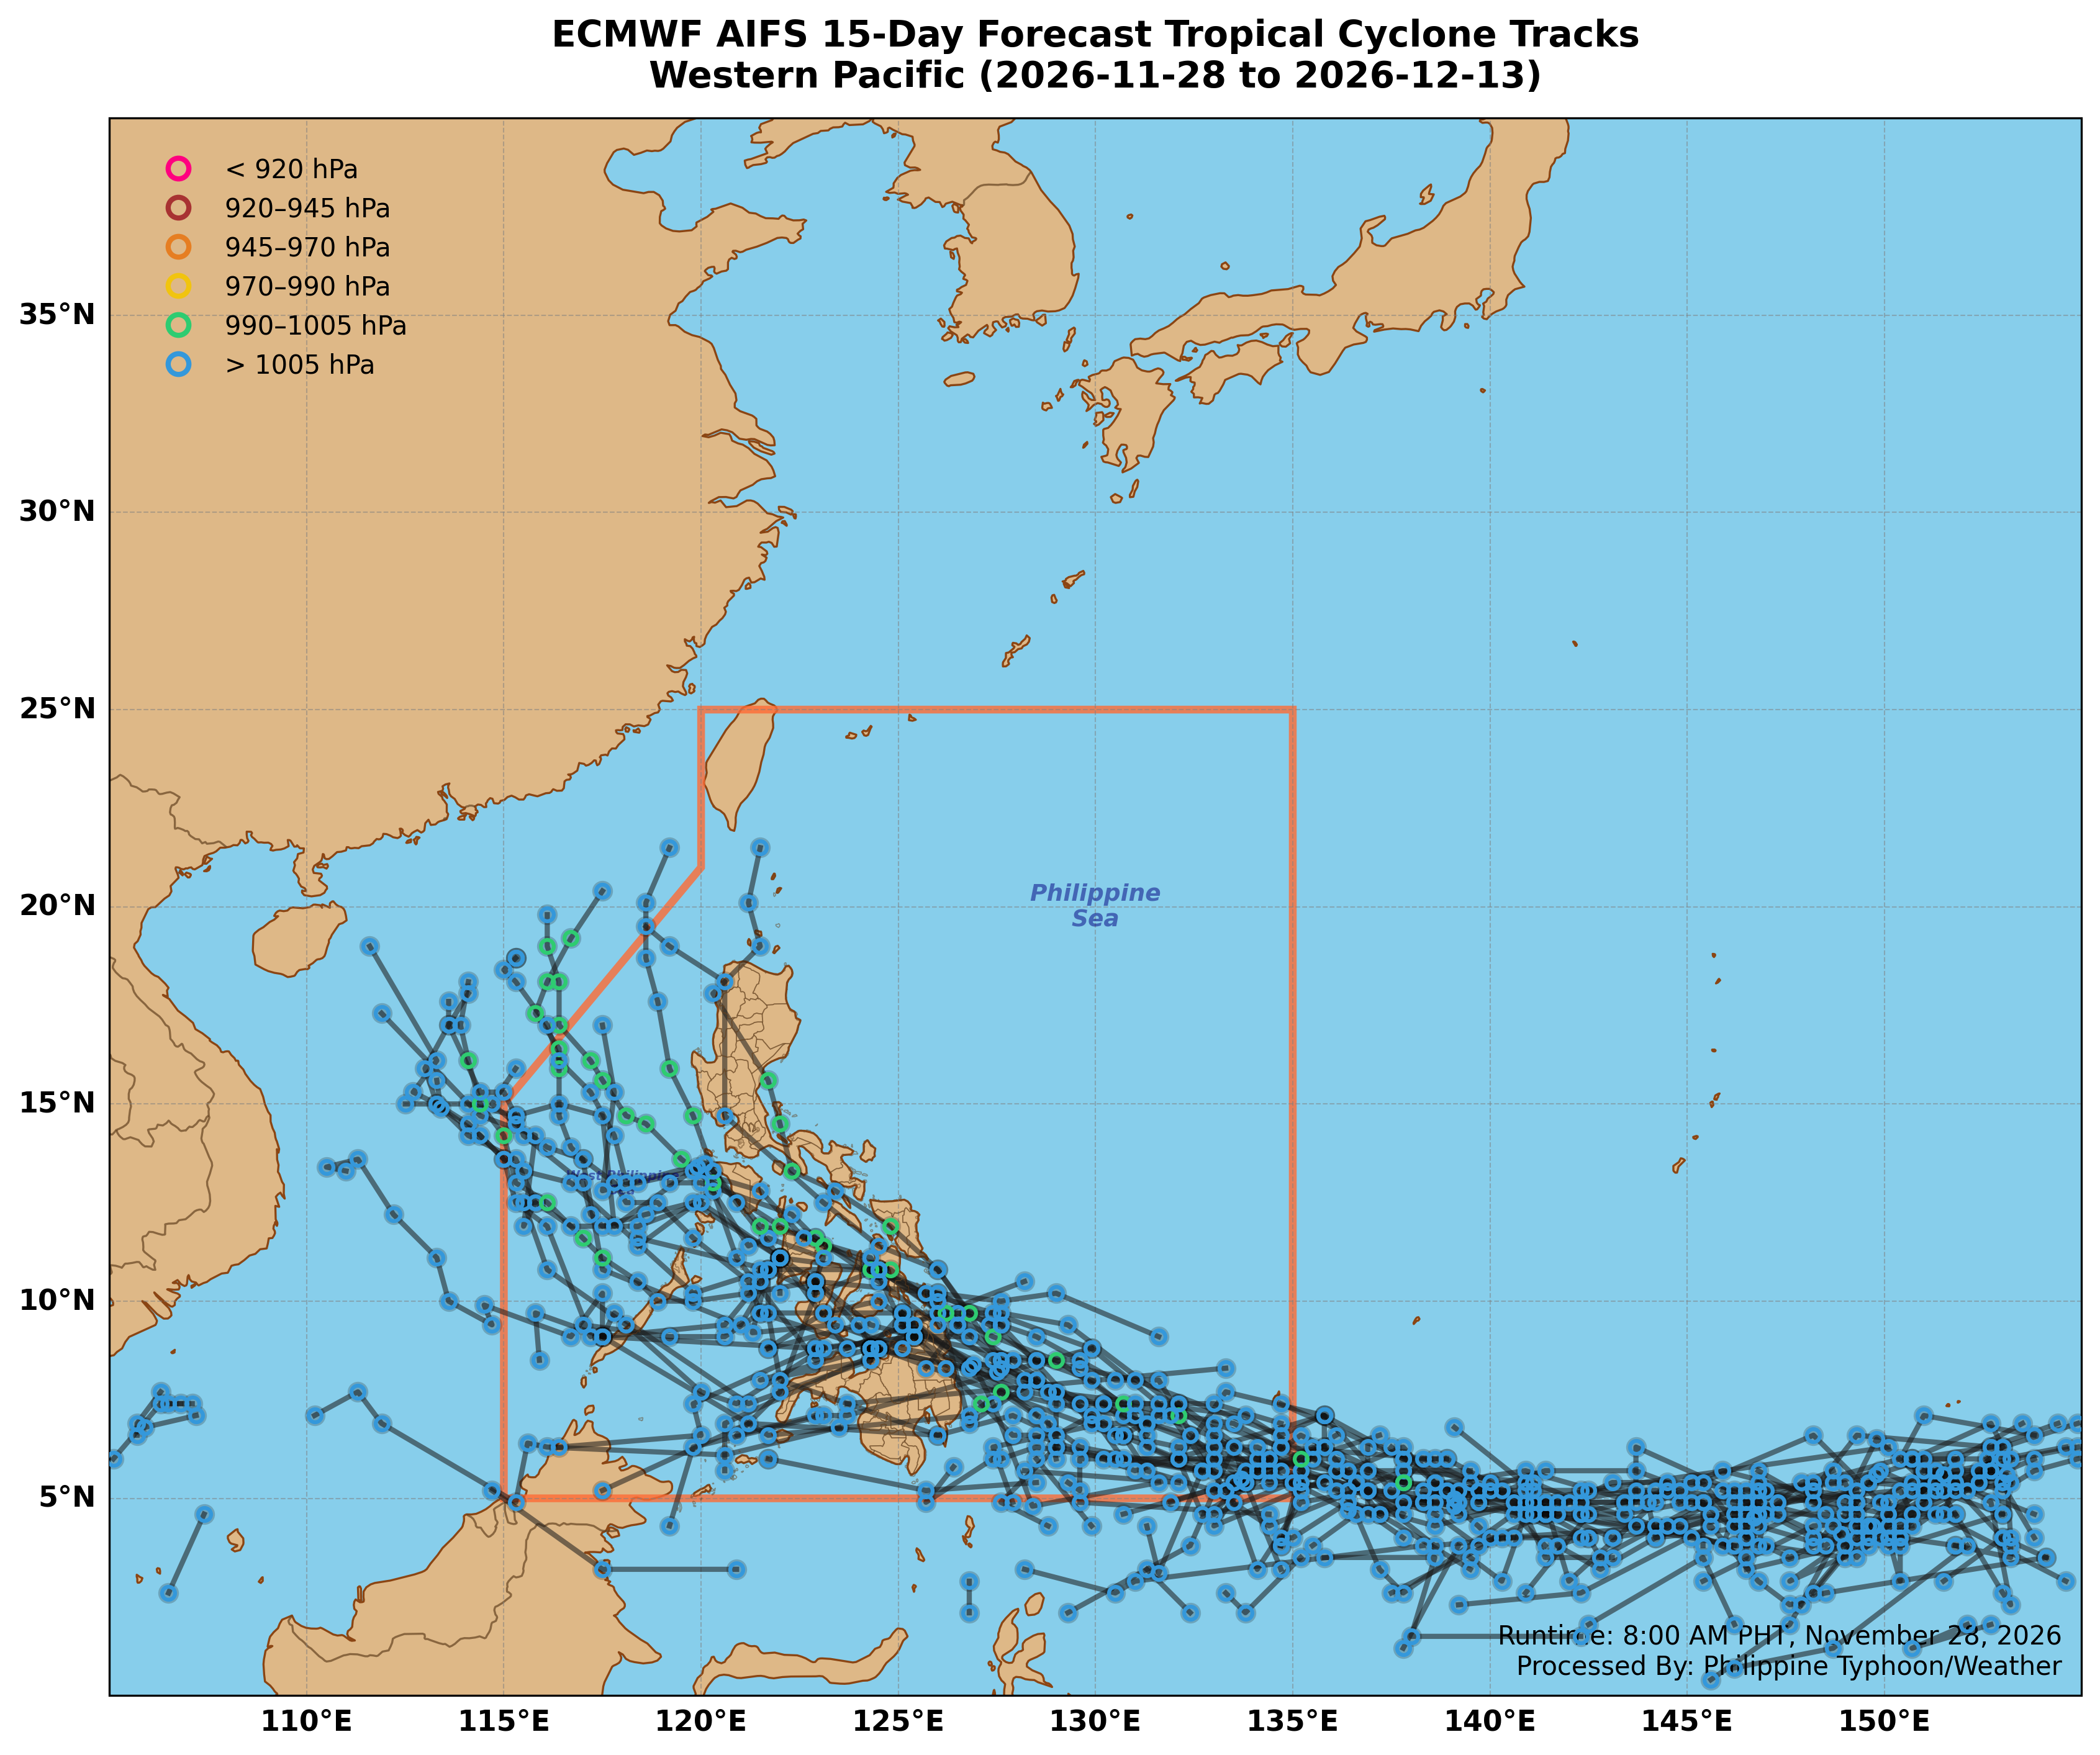 ECMWF AIFS 15-Day Forecast Tropical Cyclone Tracks
Western Pacific (2026-11-28 to 2026-12-13)
< 920 hPa
920–945 hPa
945–970 hPa
970–990 hPa
990–1005 hPa
> 1005 hPa
35°N
30°N
25°N
20°N
15°N
10°N
5°N
Philippine
Sea
West Philippine
Sea
Runtime: 8:00 AM PHT, November 28, 2026
Processed By: Philippine Typhoon/Weather
110°E
115°E
120°E
125°E
130°E
135°E
140°E
145°E
150°E